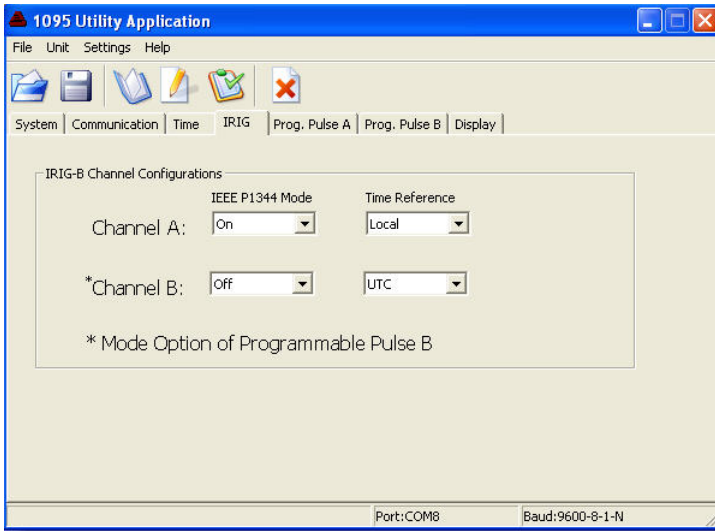 1095 Utility Application
File Unit Settings Help
System Communication Time IRIG Prog. Pulse A Prog. Pulse B Display
IRIG-B Channel Configurations
IEEE P1344 Mode Time Reference
Channel A: On Local
*Channel B: Off UTC
* Mode Option of Programmable Pulse B
Port:COM8 Baud:9600-8-1-N